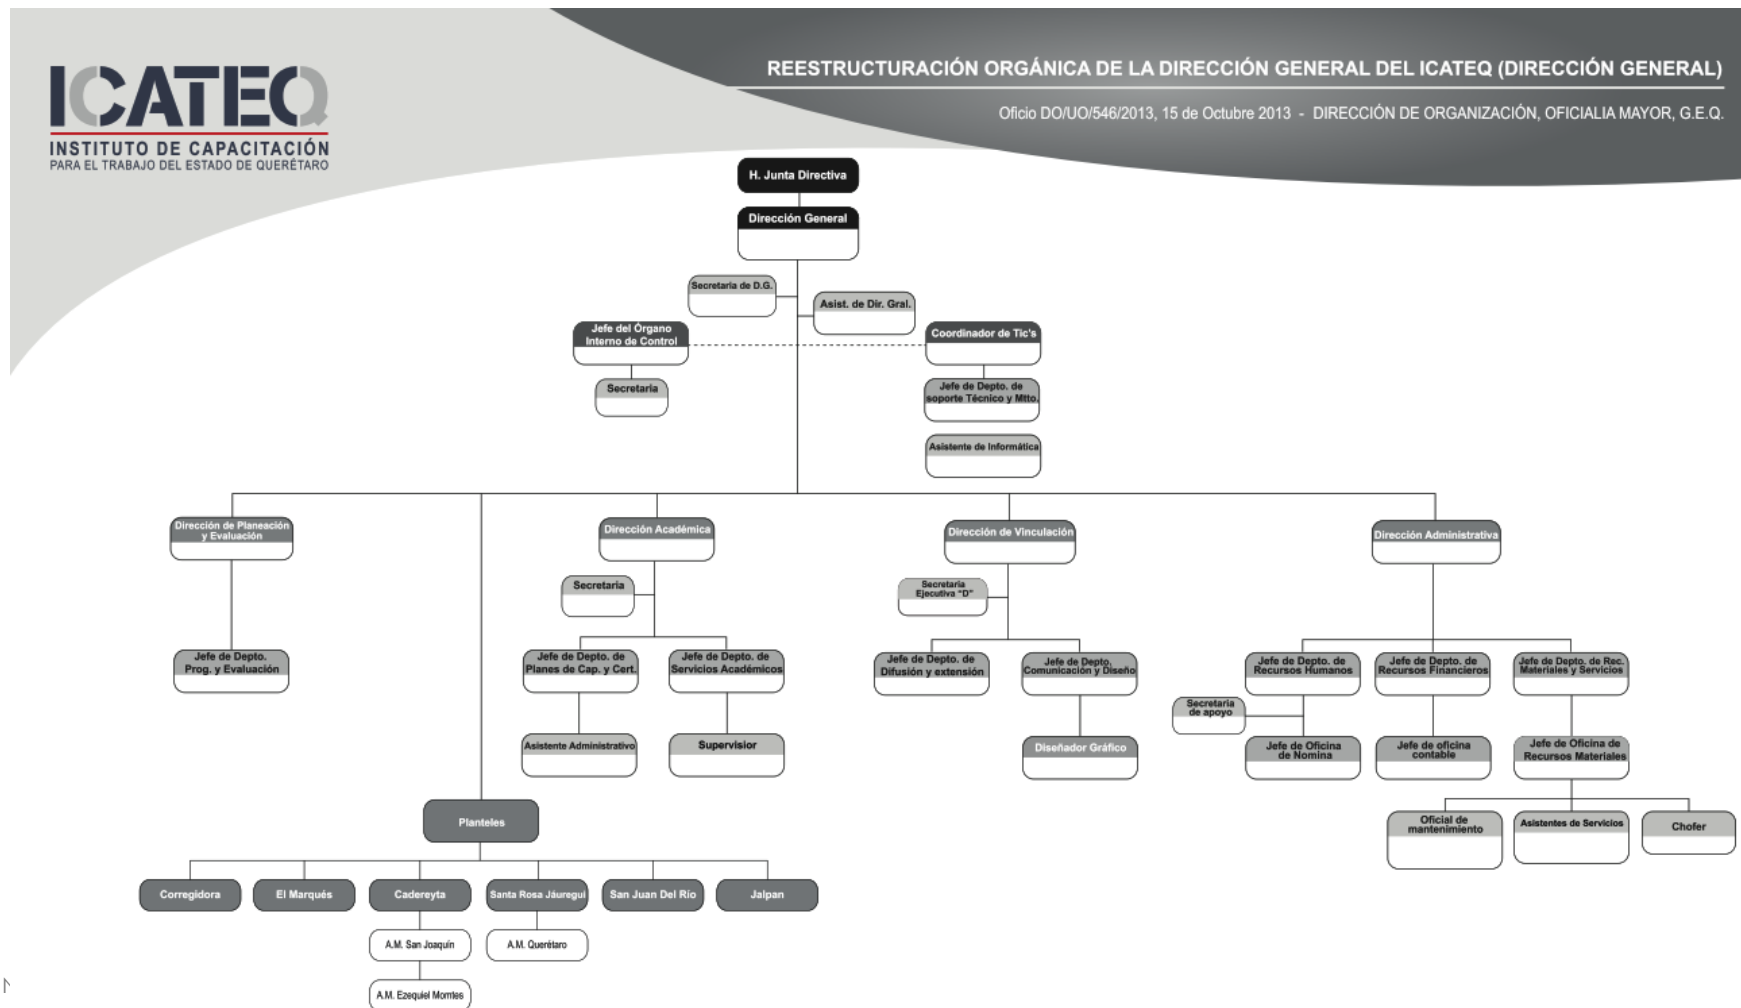 ICATEQ
INSTITUTO DE CAPACITACIÓN
PARA EL TRABAJO DEL ESTADO DE QUERÉTARO
REESTRUCTURACIÓN ORGÁNICA DE LA DIRECCIÓN GENERAL DEL ICATEQ (DIRECCIÓN GENERAL)
Oficio DO/UO/546/2013, 15 de Octubre 2013 - DIRECCIÓN DE ORGANIZACIÓN, OFICIALIA MAYOR, G.E.Q.
H. Junta Directiva
Dirección General
Secretaria de D.G.
Asist. de Dir. Gral.
Jefe del Órgano
Interno de Control
Coordinador de Tic's
Secretaria
Jefe de Depto. de
soporte Técnico y Mtto.
Asistente de Informática
Dirección de Planeación
y Evaluación
Dirección Académica
Dirección de Vinculación
Dirección Administrativa
Secretaria
Secretaria
Ejecutiva "D"
Jefe de Depto.
Prog. y Evaluación
Jefe de Depto. de
Planes de Cap. y Cert.
Jefe de Depto. de
Servicios Académicos
Jefe de Depto. de
Difusión y extensión
Jefe de Depto.
Comunicación y Diseño
Jefe de Depto. de
Recursos Humanos
Jefe de Depto. de
Recursos Financieros
Jefe de Depto. de Rec.
Materiales y Servicios
Secretaria
de apoyo
Asistente Administrativo
Supervisior
Diseñador Gráfico
Jefe de Oficina
de Nomina
Jefe de oficina
contable
Jefe de Oficina de
Recursos Materiales
Oficial de
mantenimiento
Asistentes de Servicios
Chofer
Planteles
Corregidora
El Marqués
Cadereyta
Santa Rosa Jáuregui
San Juan Del Río
Jalpan
A.M. San Joaquín
A.M. Querétaro
A.M. Ezequiel Momtes